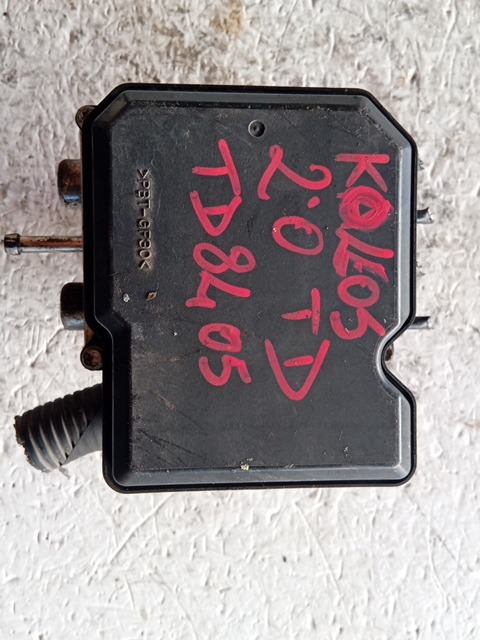 KOLEOS
2.0 TD
TD8405
>PBT-GF30<